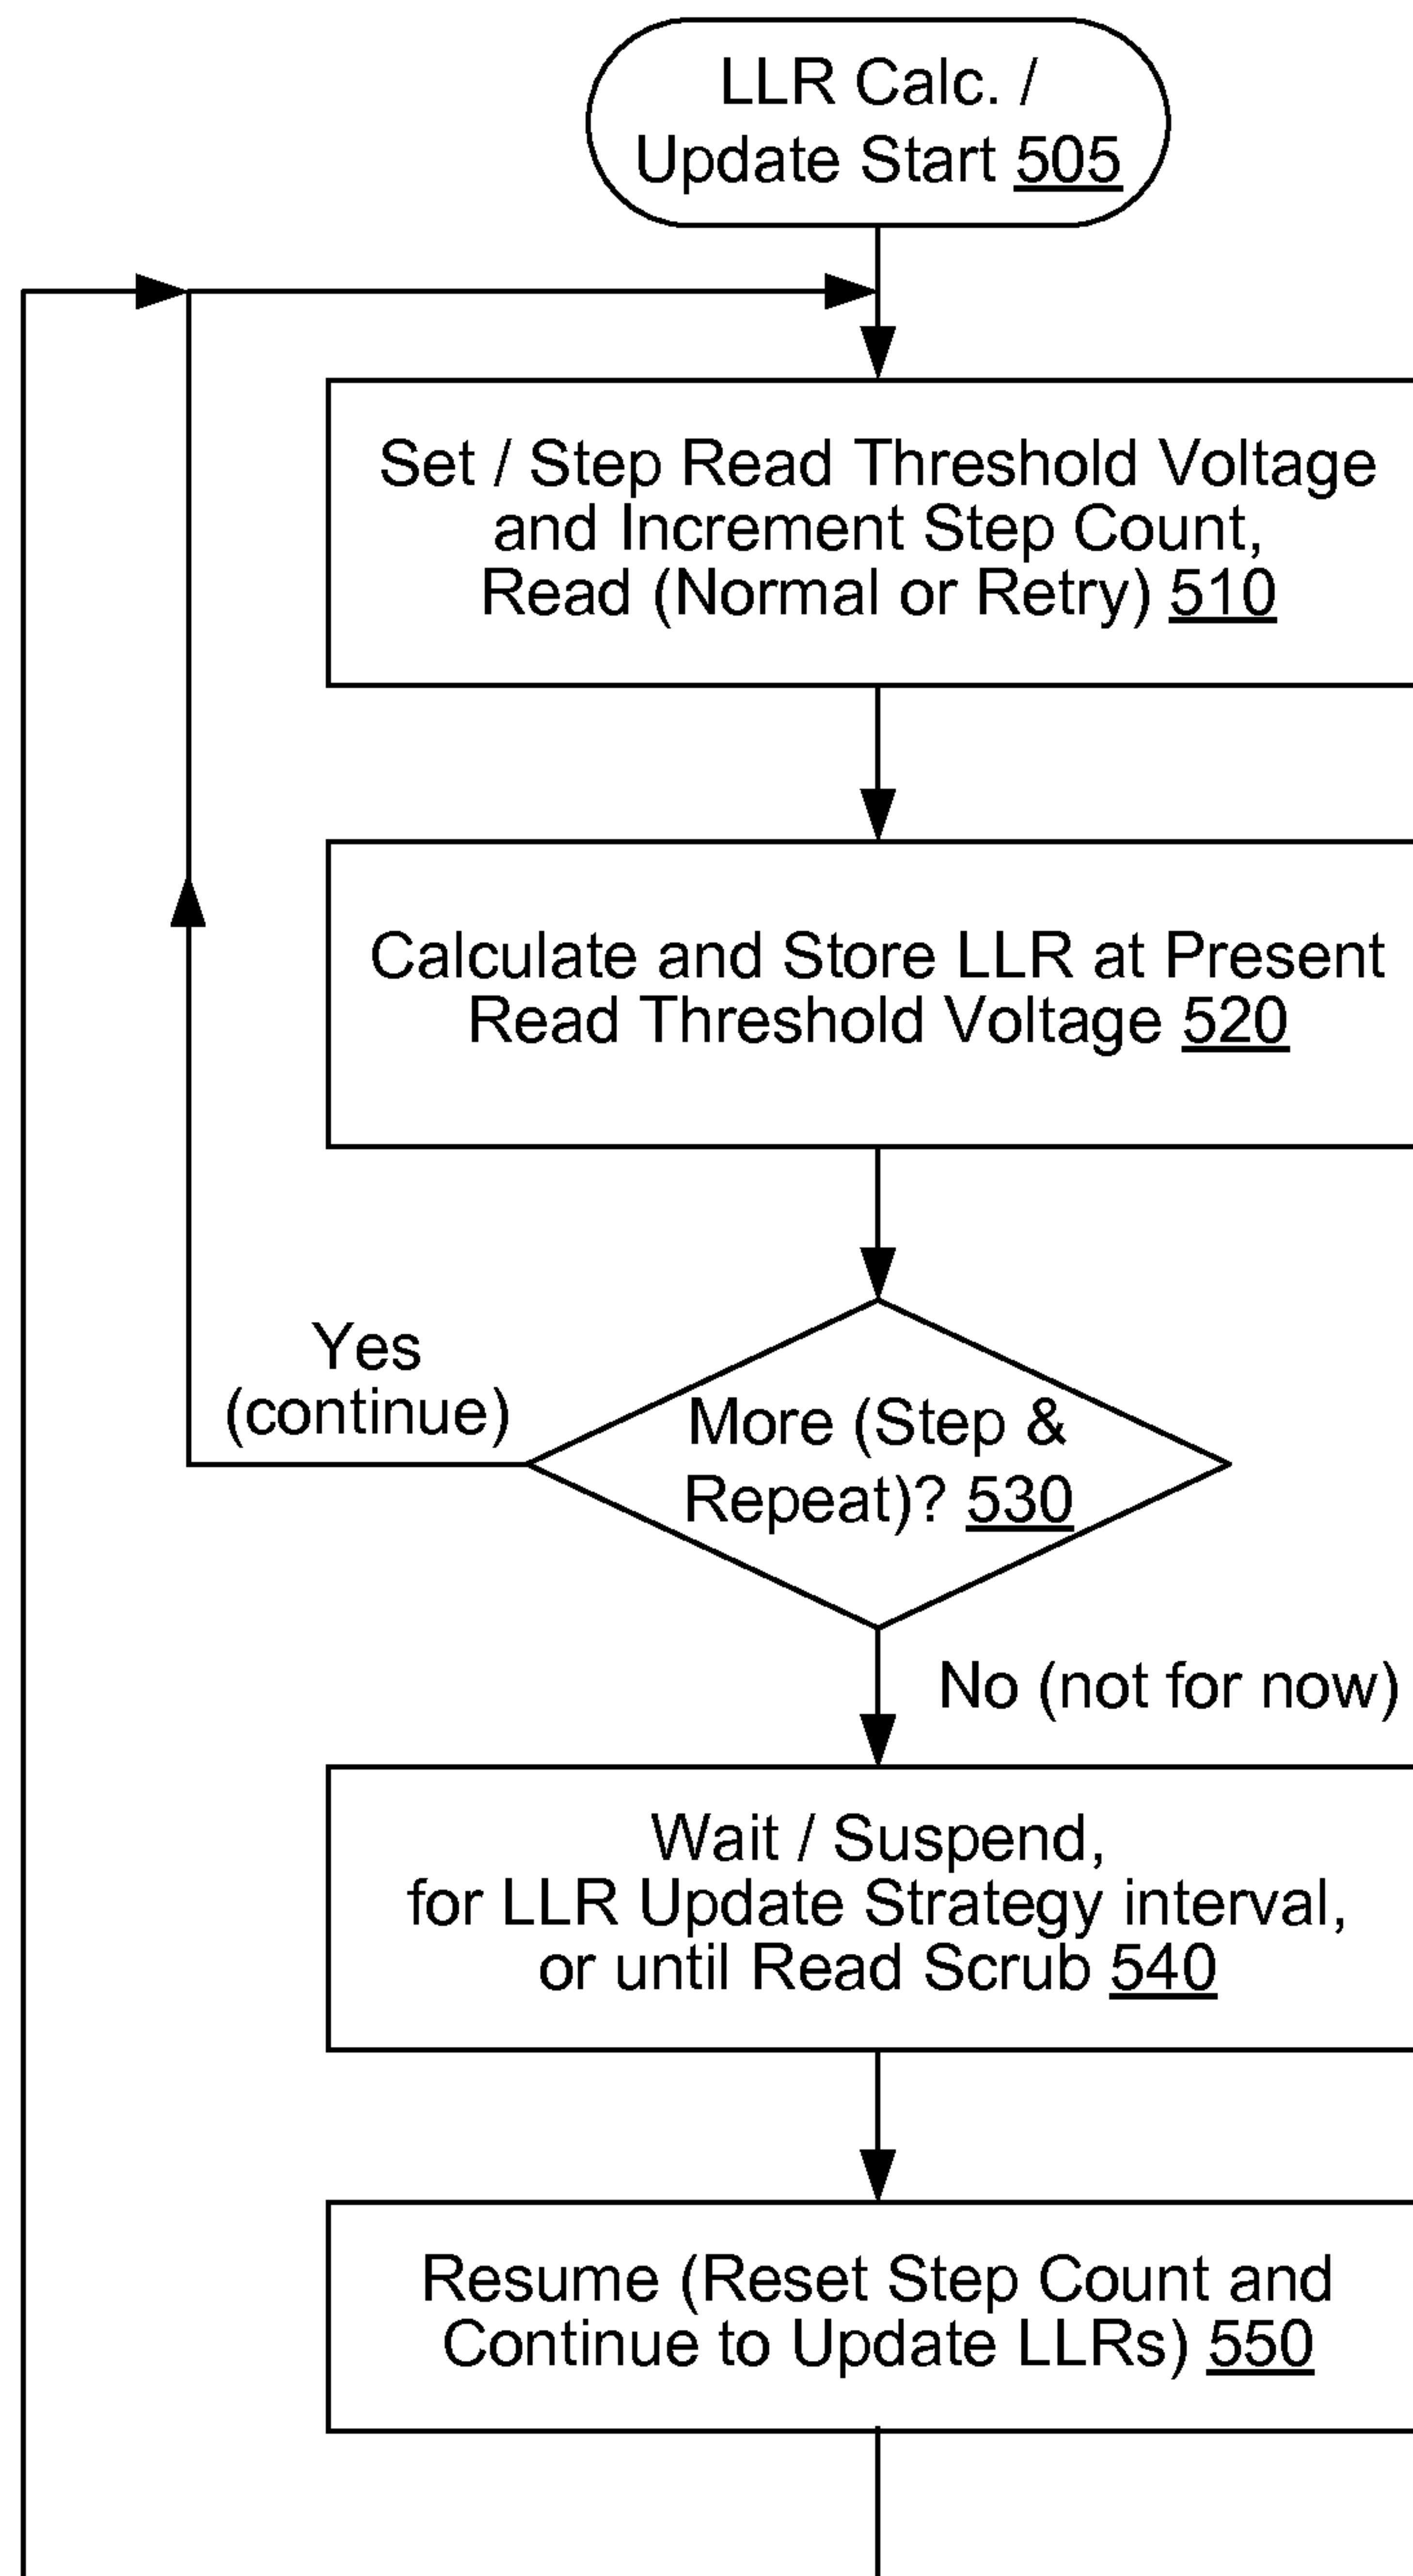 LLR Calc. /
Update Start 505
Set / Step Read Threshold Voltage
and Increment Step Count,
Read (Normal or Retry) 510
Calculate and Store LLR at Present
Read Threshold Voltage 520
Yes
(continue)
More (Step &
Repeat)? 530
No (not for now)
Wait / Suspend,
for LLR Update Strategy interval,
or until Read Scrub 540
Resume (Reset Step Count and
Continue to Update LLRs) 550